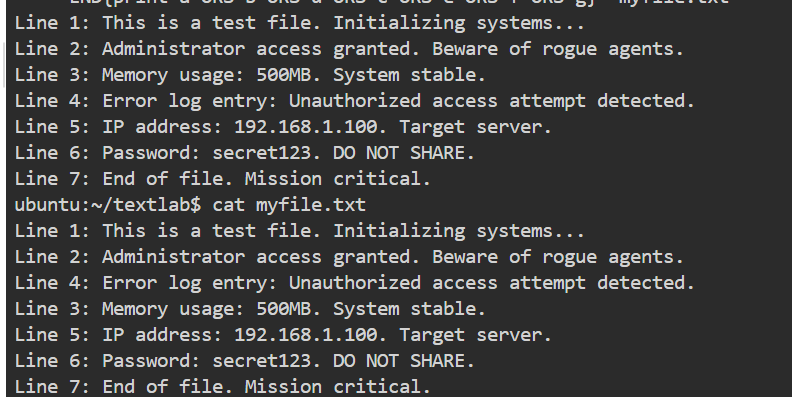 Line 1: This is a test file. Initializing systems...
Line 2: Administrator access granted. Beware of rogue agents.
Line 3: Memory usage: 500MB. System stable.
Line 4: Error log entry: Unauthorized access attempt detected.
Line 5: IP address: 192.168.1.100. Target server.
Line 6: Password: secret123. DO NOT SHARE.
Line 7: End of file. Mission critical.
ubuntu:~/textlab$ cat myfile.txt
Line 1: This is a test file. Initializing systems...
Line 2: Administrator access granted. Beware of rogue agents.
Line 4: Error log entry: Unauthorized access attempt detected.
Line 3: Memory usage: 500MB. System stable.
Line 5: IP address: 192.168.1.100. Target server.
Line 6: Password: secret123. DO NOT SHARE.
Line 7: End of file. Mission critical.